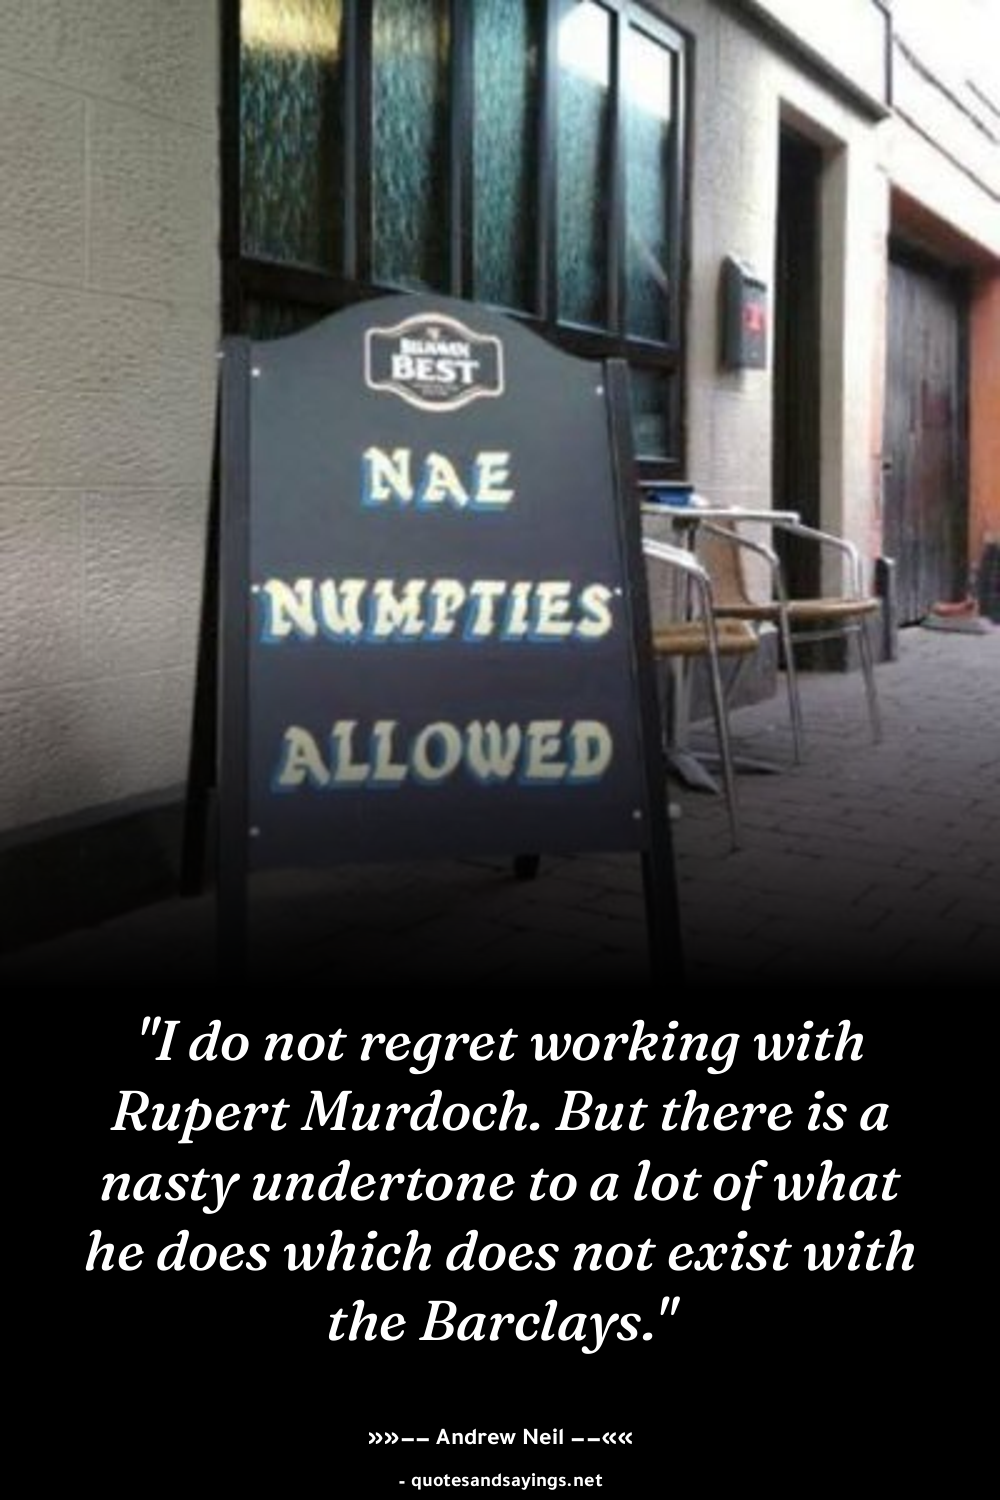 BEST
NAE
NUMPTIES
ALLOWED
"I do not regret working with
Rupert Murdoch. But there is a
nasty undertone to a lot of what
he does which does not exist with
the Barclays."
»»–– Andrew Neil ––««
- quotesandsayings.net